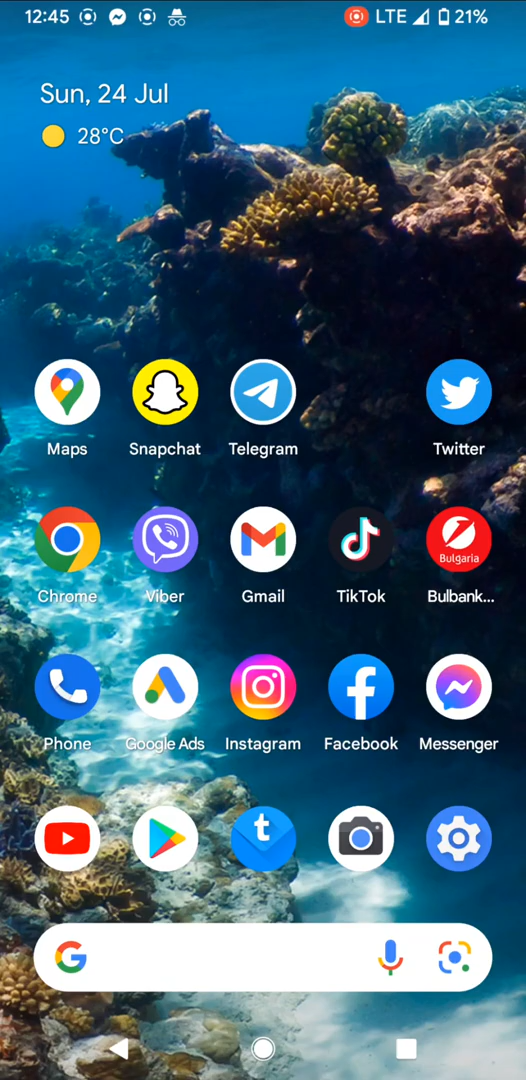 12:45 LTE 21%
Sun, 24 Jul
28°C
Maps Snapchat Telegram Twitter
Bulgaria
Chrome Viber Gmail TikTok Bulbank...
Phone Google Ads Instagram Facebook Messenger
t
G